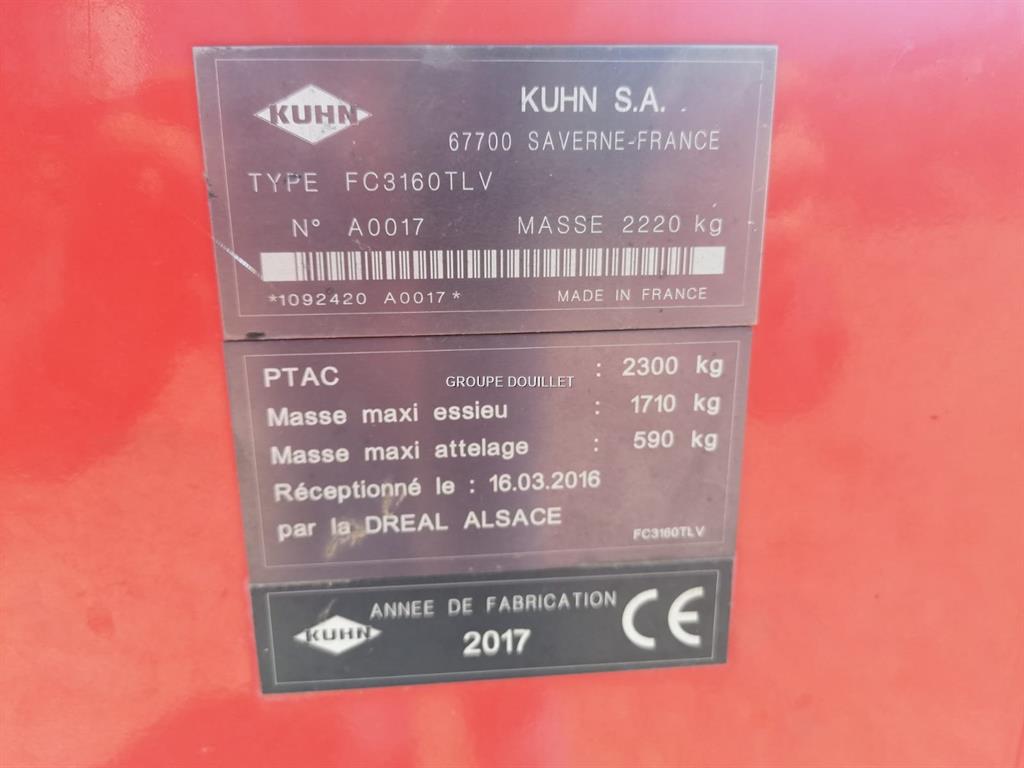 KUHN
KUHN S.A.
67700 SAVERNE-FRANCE
TYPE FC3160TLV
N° A0017 MASSE 2220 kg
*1092420 A0017* MADE IN FRANCE
PTAC : 2300 kg
GROUPE DOUILLET
Masse maxi essieu : 1710 kg
Masse maxi attelage : 590 kg
Réceptionné le : 16.03.2016
par la DREAL ALSACE
FC3160TLV
KUHN
ANNEE DE FABRICATION
2017
CE